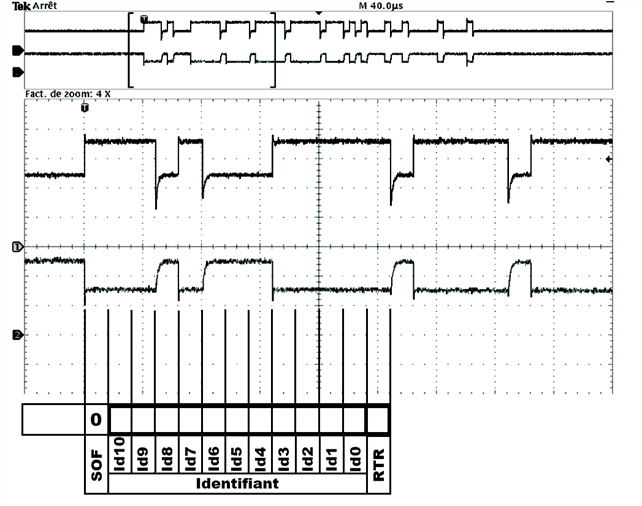 Tek Arrêt M 40.0µs
T
Fact. de zoom: 4 X
T
1
2
0
SOF Id10 Id9 Id8 Id7 Id6 Id5 Id4 Id3 Id2 Id1 Id0 RTR
Identifiant